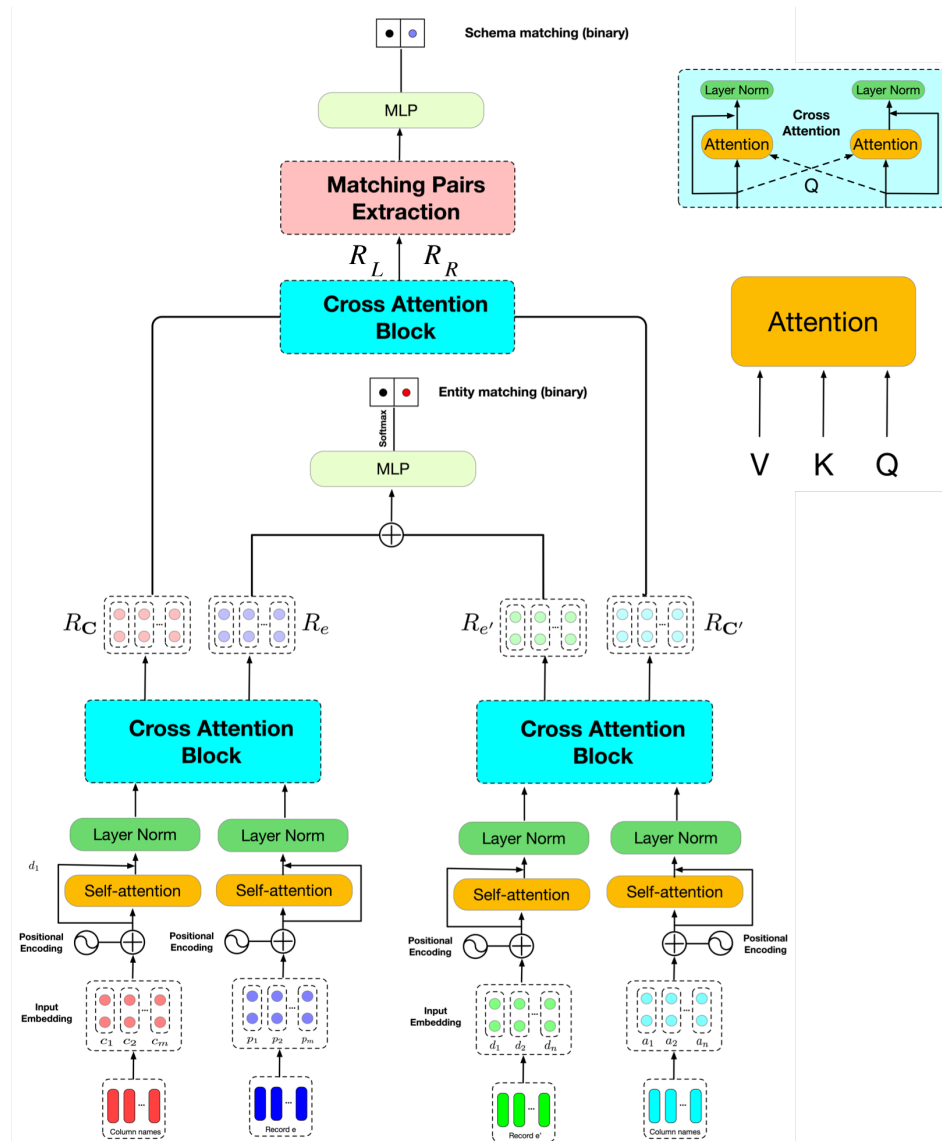 Schema matching (binary)
MLP
Matching Pairs
Extraction
R_L R_R
Cross Attention
Block
Entity matching (binary)
Softmax
MLP
R_C R_e R_e' R_C'
Cross Attention
Block
Cross Attention
Block
Layer Norm
Layer Norm
Layer Norm
Layer Norm
d_1
Self-attention
Self-attention
Self-attention
Self-attention
Positional
Encoding
Positional
Encoding
Positional
Encoding
Positional
Encoding
Input
Embedding
c_1 c_2 ... c_m
p_1 p_2 ... p_m
Input
Embedding
d_1 d_2 ... d_n
a_1 a_2 ... a_n
...
Column names
...
Record e
...
Record e'
...
Column names
Layer Norm
Layer Norm
Cross
Attention
Attention
Attention
Q
Attention
V K Q